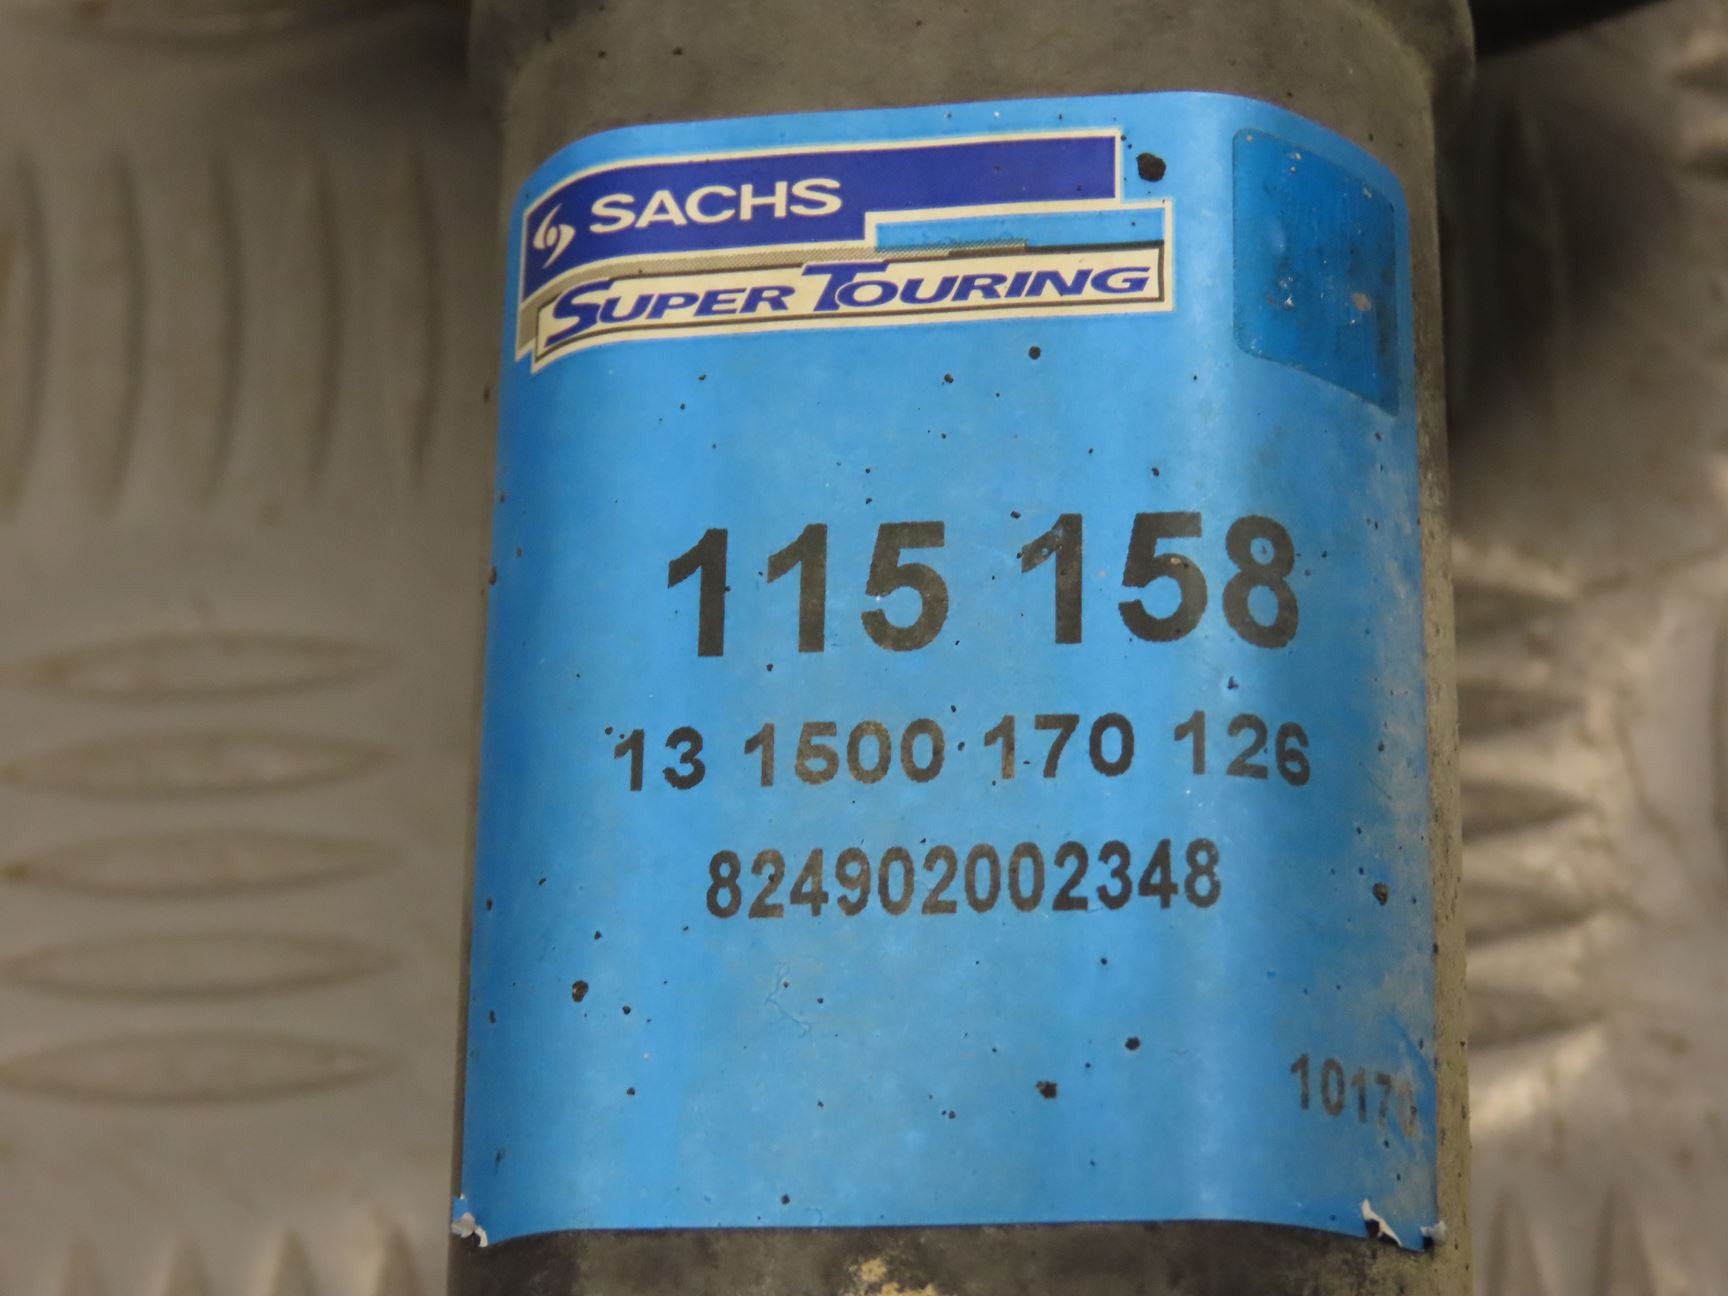 SACHS
SUPER TOURING
115 158
13 1500 170 126
824902002348